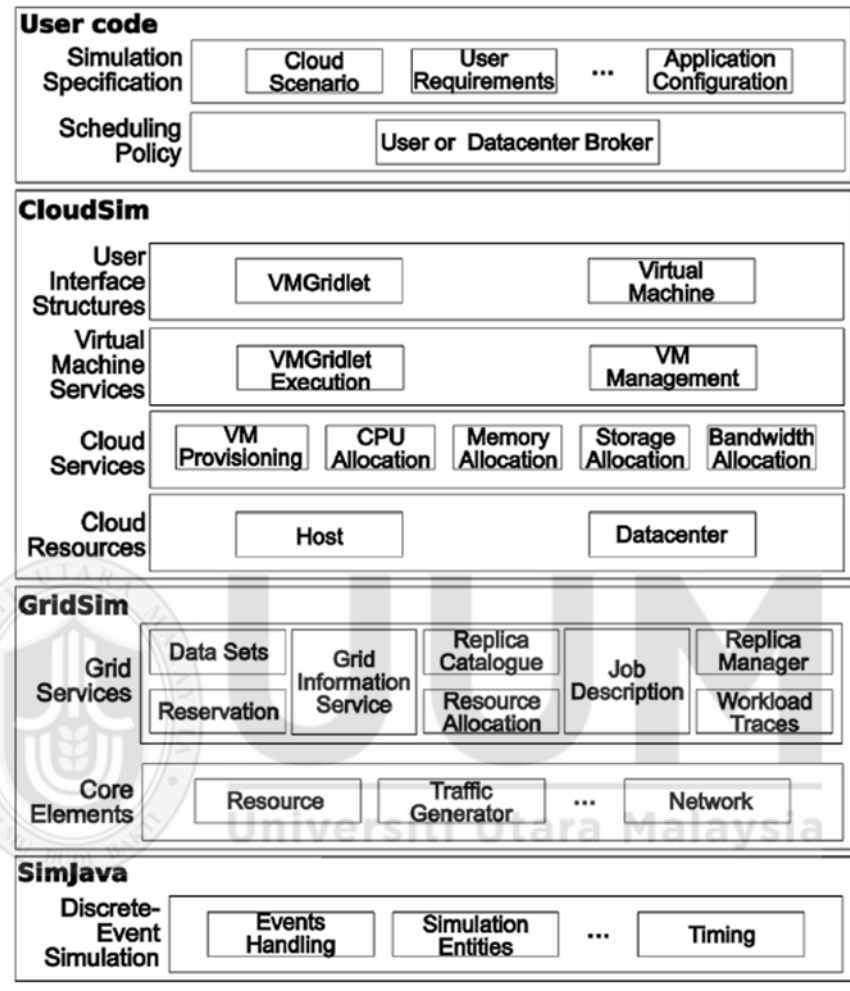 User code
Simulation
Specification
Cloud
Scenario
User
Requirements
...
Application
Configuration
Scheduling
Policy
User or Datacenter Broker
CloudSim
User
Interface
Structures
VMGridlet
Virtual
Machine
Virtual
Machine
Services
VMGridlet
Execution
VM
Management
Cloud
Services
VM
Provisioning
CPU
Allocation
Memory
Allocation
Storage
Allocation
Bandwidth
Allocation
Cloud
Resources
Host
Datacenter
GridSim
Grid
Services
Data Sets
Reservation
Grid
Information
Service
Replica
Catalogue
Resource
Allocation
Job
Description
Replica
Manager
Workload
Traces
Core
Elements
Resource
Traffic
Generator
...
Network
UUM
Universiti Utara Malaysia
SimJava
Discrete-
Event
Simulation
Events
Handling
Simulation
Entities
...
Timing